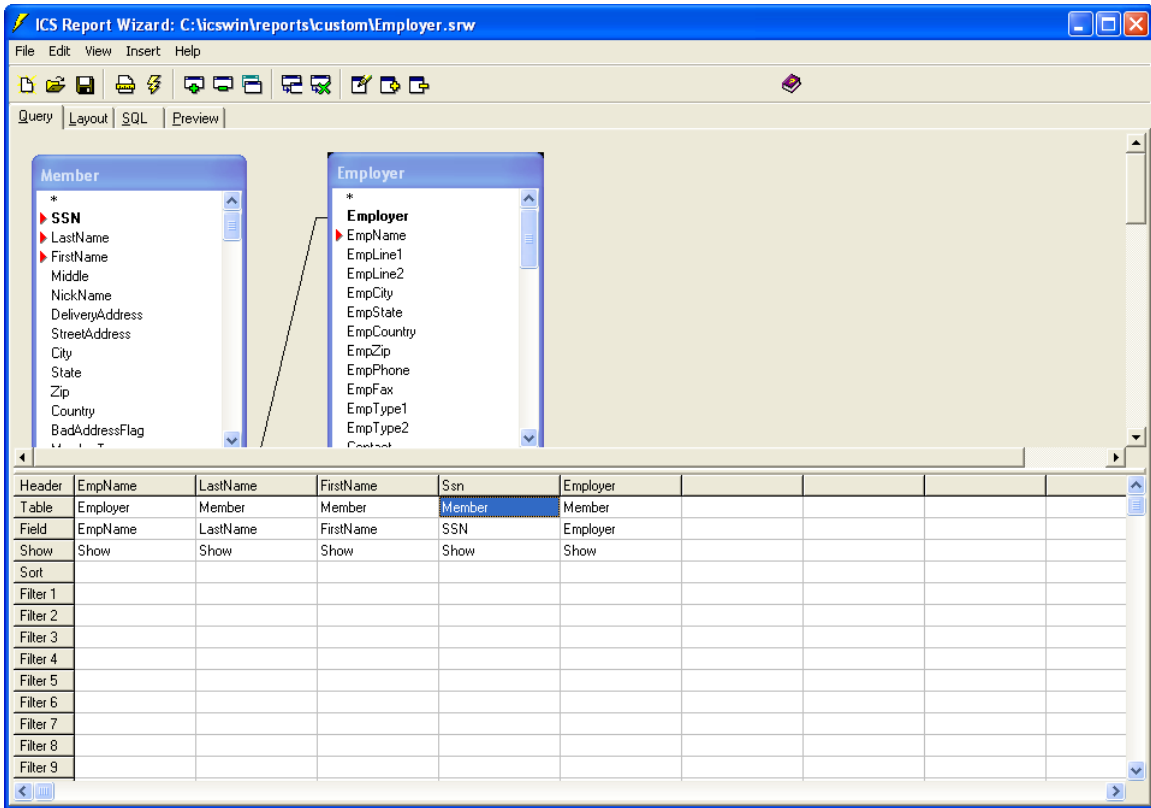 ICS Report Wizard: C:\icswin\reports\custom\Employer.srw
File Edit View Insert Help
Query Layout SQL Preview
Member
*
SSN
LastName
FirstName
Middle
NickName
DeliveryAddress
StreetAddress
City
State
Zip
Country
BadAddressFlag
Employer
*
Employer
EmpName
EmpLine1
EmpLine2
EmpCity
EmpState
EmpCountry
EmpZip
EmpPhone
EmpFax
EmpType1
EmpType2
Contact
Header EmpName LastName FirstName Ssn Employer
Table Employer Member Member Member Member
Field EmpName LastName FirstName SSN Employer
Show Show Show Show Show Show
Sort
Filter 1
Filter 2
Filter 3
Filter 4
Filter 5
Filter 6
Filter 7
Filter 8
Filter 9